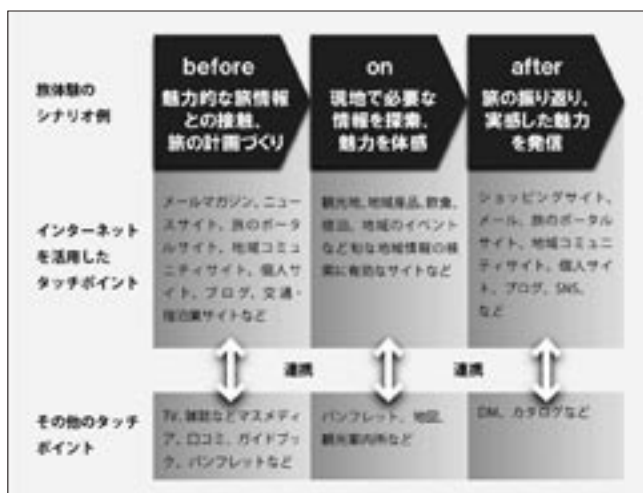 旅体験の
シナリオ例
before
魅力的な旅情報
との接触、
旅の計画づくり
on
現地で必要な
情報を探索、
魅力を体感
after
旅の振り返り、
実感した魅力
を発信
インターネット
を活用した
タッチポイント
メールマガジン、ニュー
スサイト、旅のポータ
ルサイト、地域コミュ
ニティサイト、個人サ
イト、ブログ、交通・
宿泊業サイトなど
観光地、地域産品、飲食、
宿泊、地域のイベント
など旬な地域情報の検
索に有効なサイトなど
ショッピングサイト、
メール、旅のポータル
サイト、地域コミュニ
ティサイト、個人サイ
ト、ブログ、SNS、
など
連携
連携
その他のタッチ
ポイント
TV、雑誌などマスメディ
ア、口コミ、ガイドブッ
ク、パンフレットなど
パンフレット、地図、
観光案内所など
DM、カタログなど